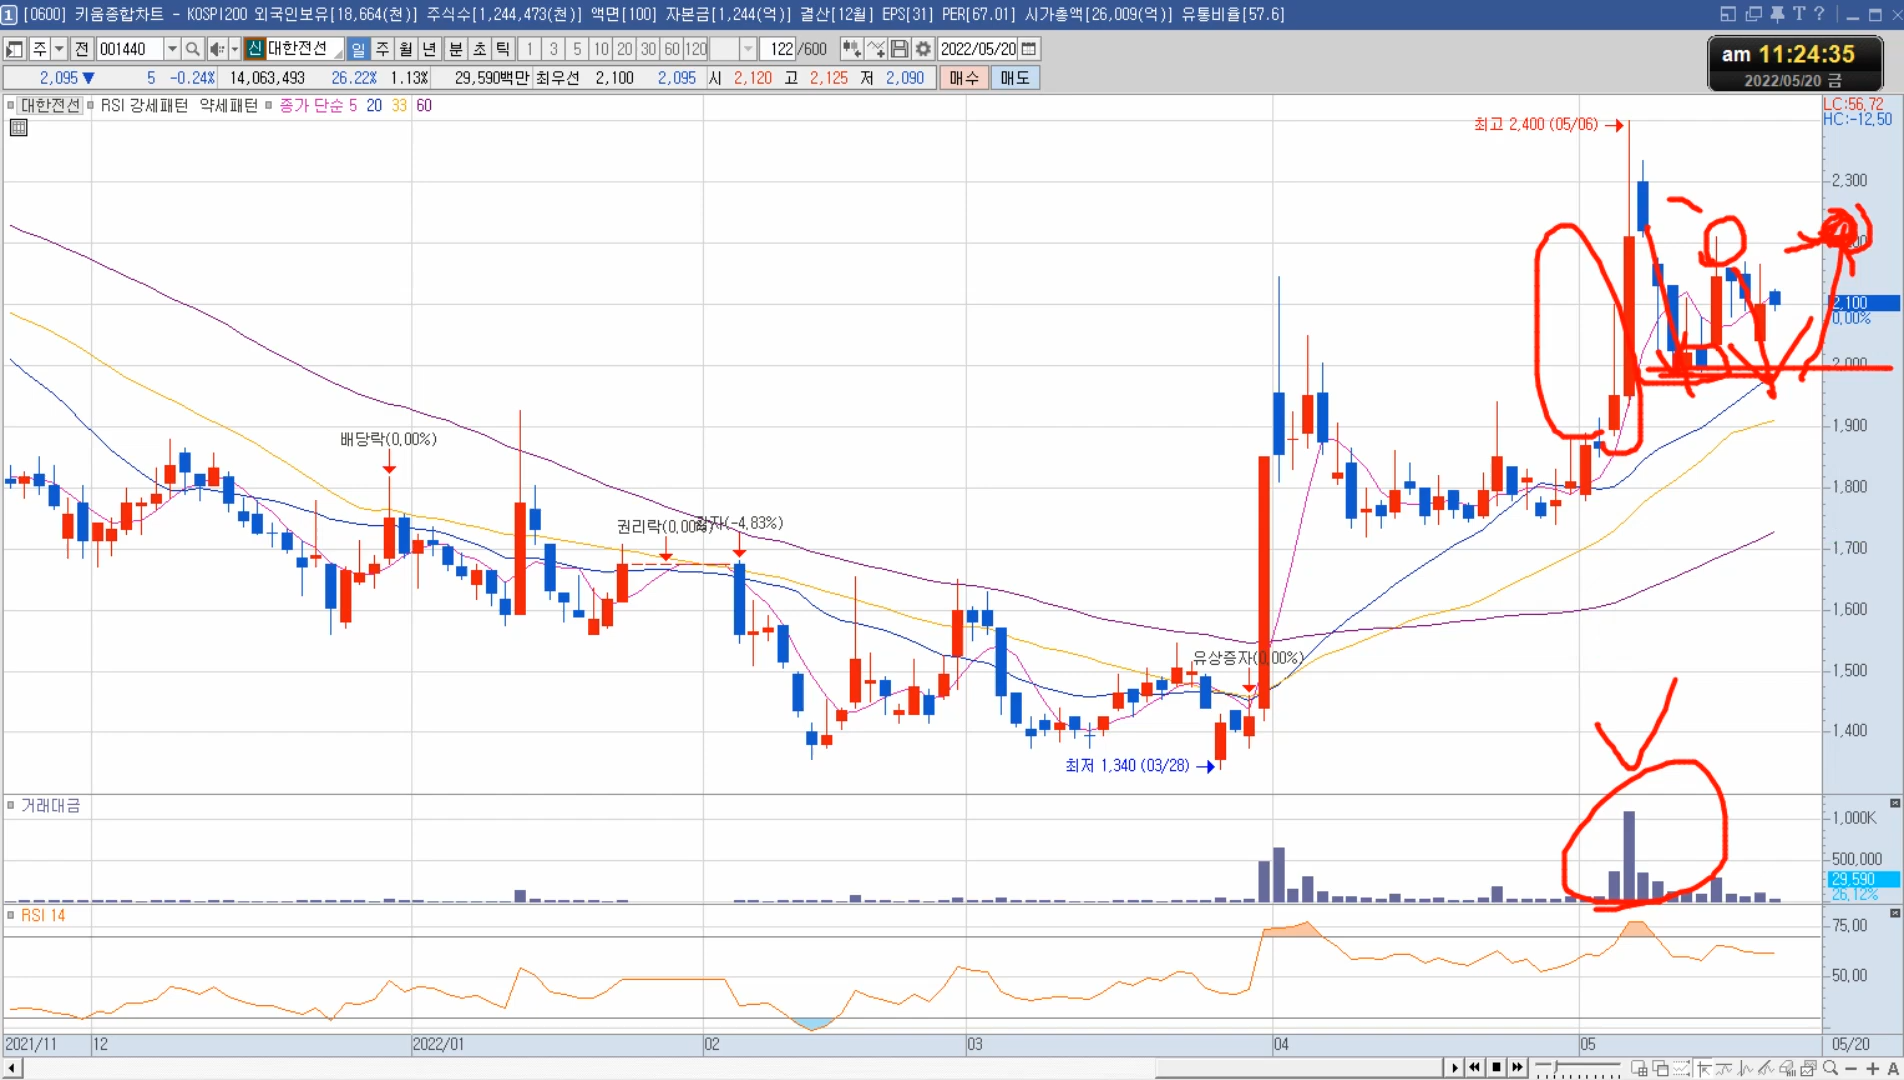 1 [0600] 키움종합차트 - KOSPI200 외국인보유[18,664(천)] 주식수[1,244,473(천)] 액면[100] 자본금[1,244(억)] 결산[12월] EPS[31] PER[67.01] 시가총액[26,009(억)] 유통비율[57.6] T ?
주 전 001440 신 대한전선 일 주 월 년 분 초 틱 1 3 5 10 20 30 60 120 122 /600 2022/05/20
am 11:24:35
2022/05/20 금
2,095▼ 5 -0.24% 14,063,493 26.22% 1.13% 29,590백만 최우선 2,100 2,095 시 2,120 고 2,125 저 2,090 매수 매도
대한전선 RSI 강세패턴 약세패턴 종가 단순 5 20 33 60
LC:56,72
HC:-12,50
최고 2,400 (05/06)
2,300
2,100
0,00%
2,000
1,900
배당락(0,00%)
1,800
권리락(0,00%)
(-4,83%)
1,700
1,600
유상증자(0,00%)
1,500
1,400
최저 1,340 (03/28)
거래대금
1,000K
500,000
29,590
26,12%
RSI 14
75,00
50,00
2021/11 12 2022/01 02 03 04 05 05/20
A